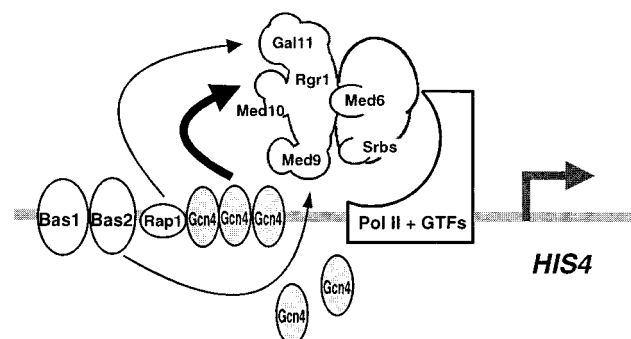 Gal11
Rgr1
Med10
Med6
Med9
Srbs
Bas1
Bas2
Rap1
Gcn4
Gcn4
Gcn4
Pol II + GTFs
HIS4
Gcn4
Gcn4